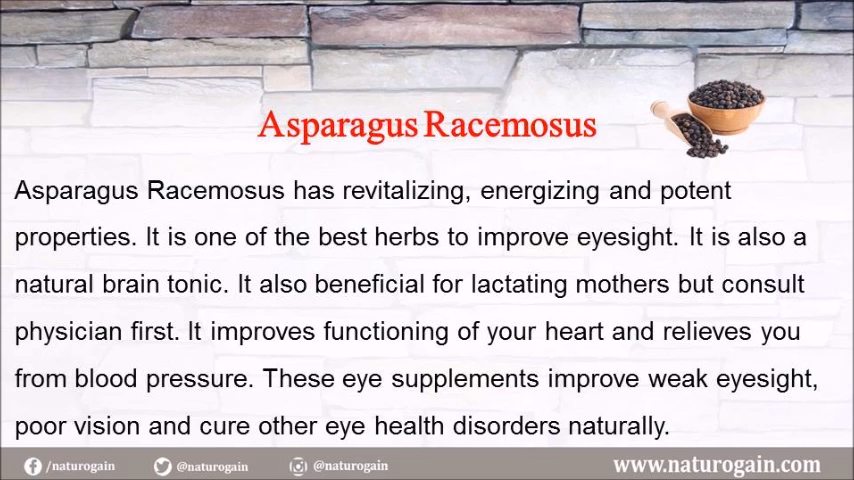 Asparagus Racemosus
Asparagus Racemosus has revitalizing, energizing and potent
properties. It is one of the best herbs to improve eyesight. It is also a
natural brain tonic. It also beneficial for lactating mothers but consult
physician first. It improves functioning of your heart and relieves you
from blood pressure. These eye supplements improve weak eyesight,
poor vision and cure other eye health disorders naturally.
/naturogain @naturogain @naturogain www.naturogain.com